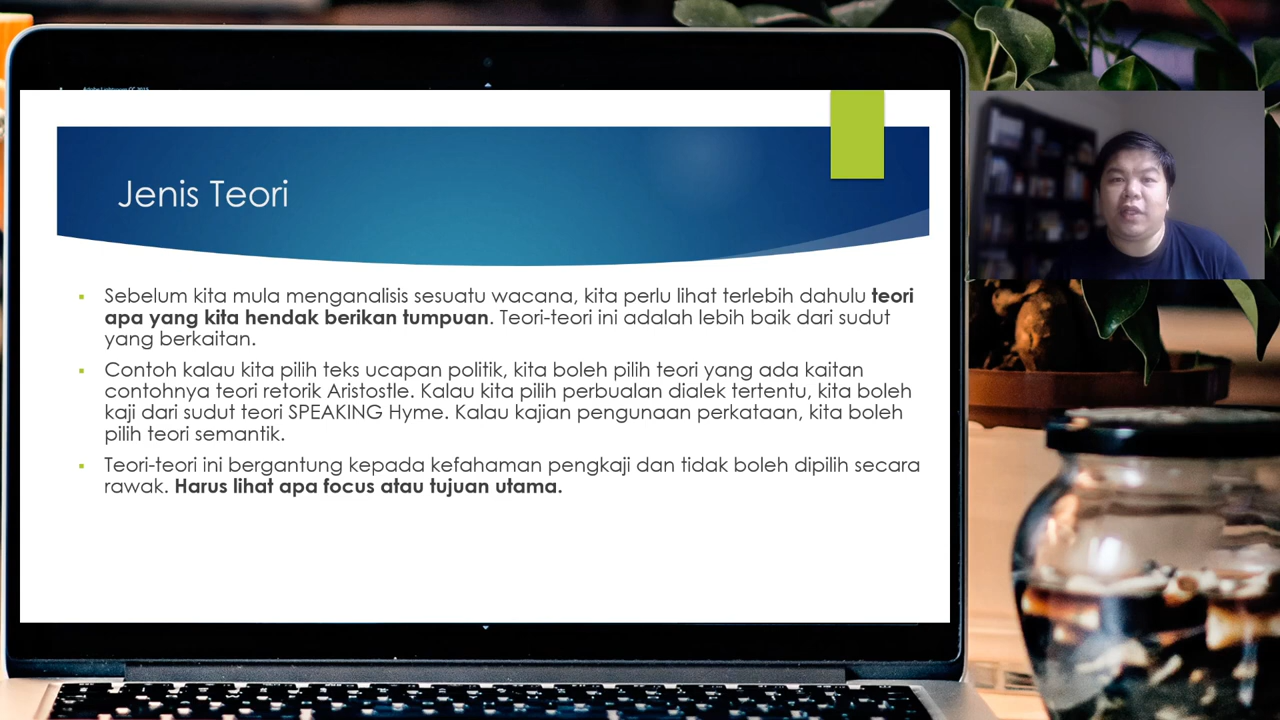 Adobe Lightroom CC 2015
Jenis Teori
Sebelum kita mula menganalisis sesuatu wacana, kita perlu lihat terlebih dahulu teori
apa yang kita hendak berikan tumpuan. Teori-teori ini adalah lebih baik dari sudut
yang berkaitan.
Contoh kalau kita pilih teks ucapan politik, kita boleh pilih teori yang ada kaitan
contohnya teori retorik Aristostle. Kalau kita pilih perbualan dialek tertentu, kita boleh
kaji dari sudut teori SPEAKING Hyme. Kalau kajian pengunaan perkataan, kita boleh
pilih teori semantik.
Teori-teori ini bergantung kepada kefahaman pengkaji dan tidak boleh dipilih secara
rawak. Harus lihat apa focus atau tujuan utama.